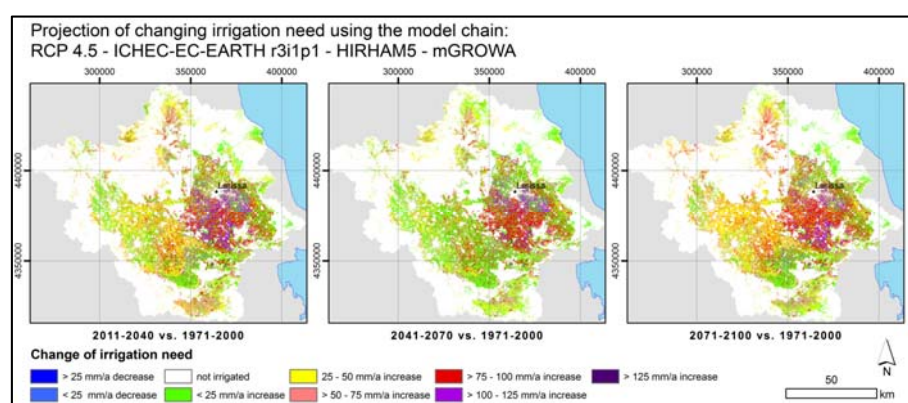 Projection of changing irrigation need using the model chain:
RCP 4.5 - ICHEC-EC-EARTH r3i1p1 - HIRHAM5 - mGROWA
300000 350000 400000 300000 350000 400000 300000 350000 400000
4400000 4400000 4400000
Larissa Larissa Larissa
4350000 4350000 4350000
2011-2040 vs. 1971-2000 2041-2070 vs. 1971-2000 2071-2100 vs. 1971-2000
Change of irrigation need
> 25 mm/a decrease not irrigated 25 - 50 mm/a increase > 75 - 100 mm/a increase > 125 mm/a increase
< 25 mm/a decrease < 25 mm/a increase > 50 - 75 mm/a increase > 100 - 125 mm/a increase
N
50
km